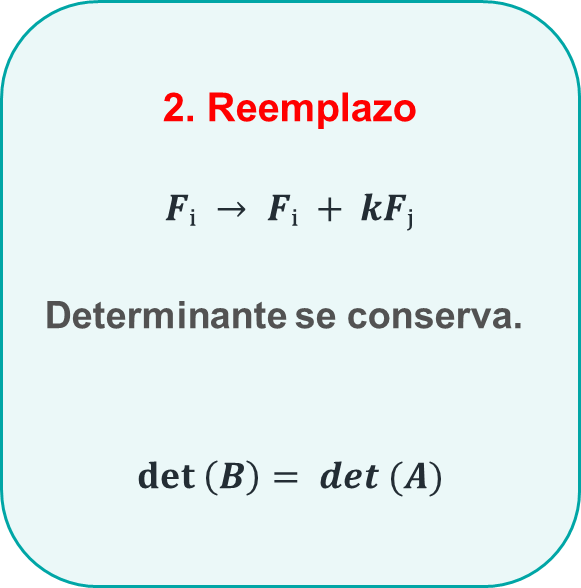 2. Reemplazo
Fᵢ → Fᵢ + kFⱼ
Determinante se conserva.
det (B) = det (A)